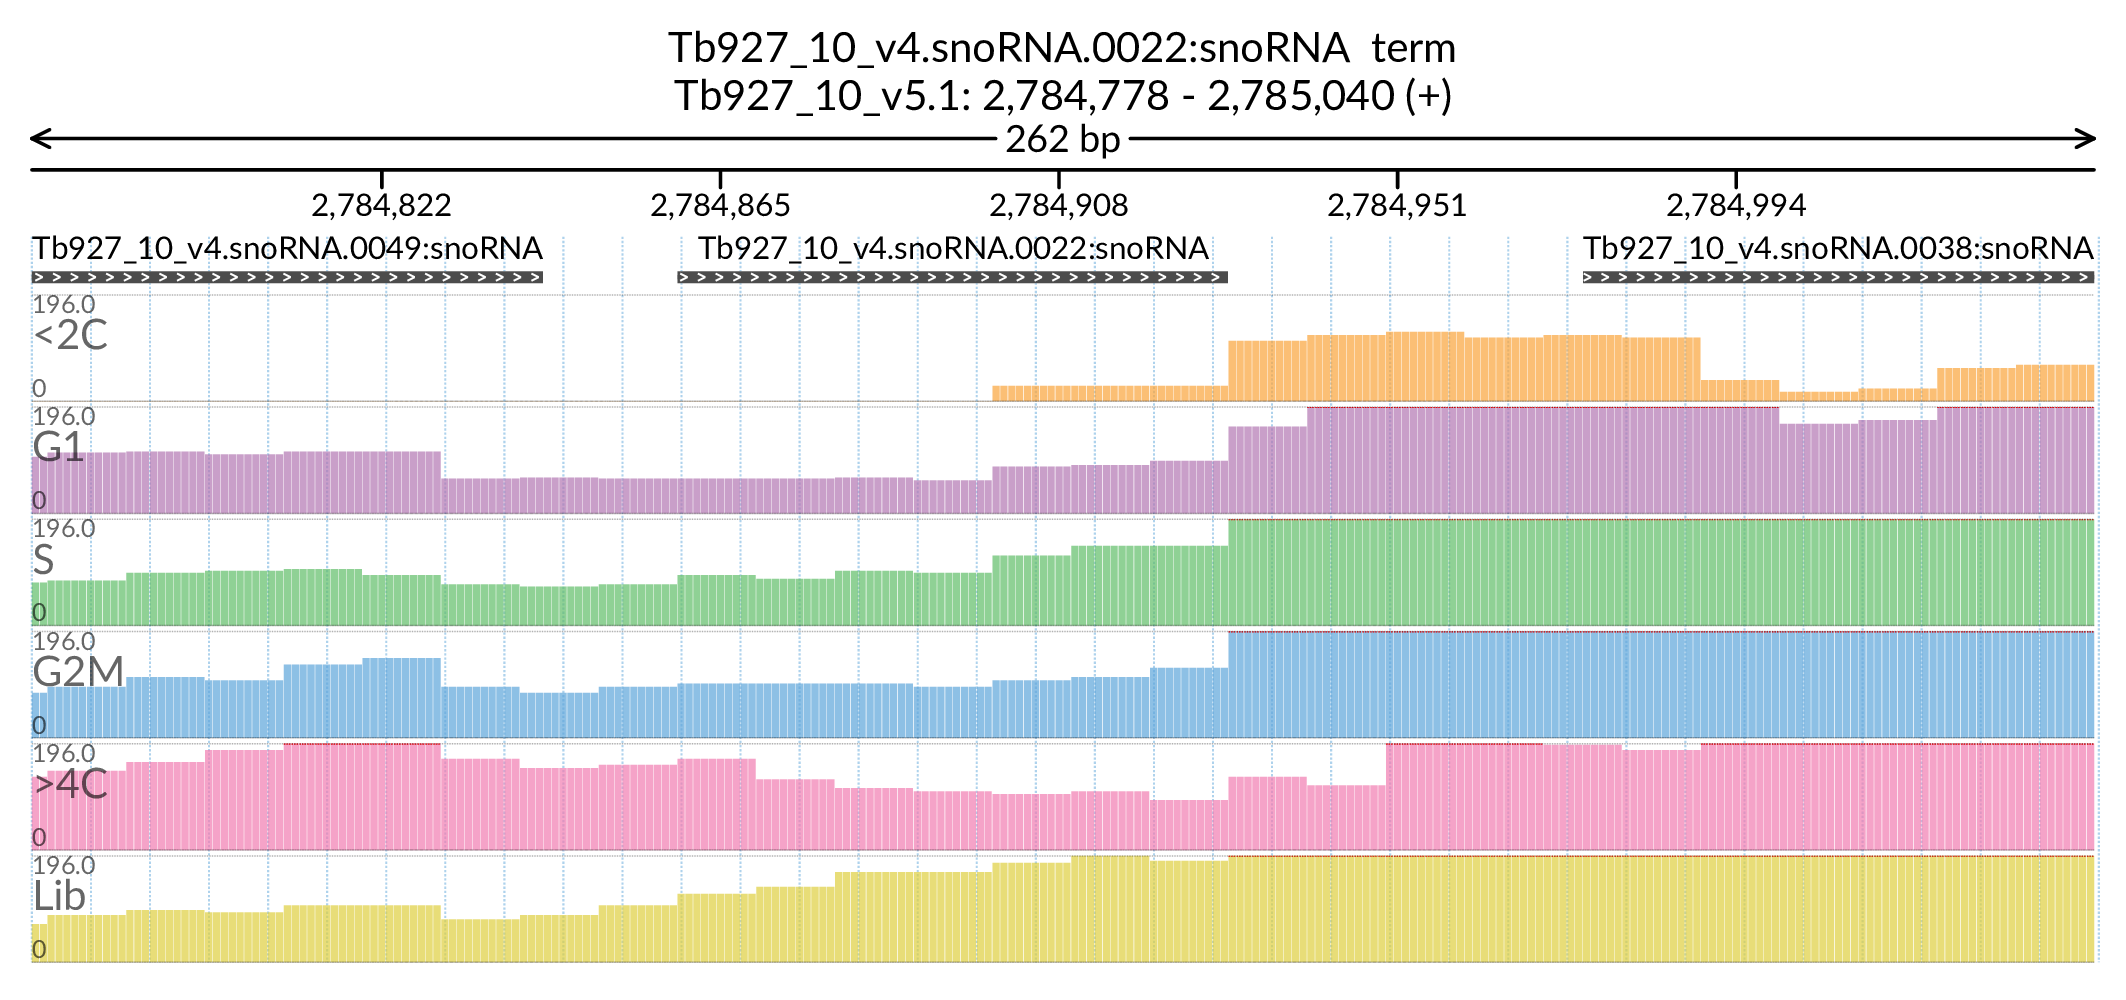 Tb927_10_v4.snoRNA.0022:snoRNA  term
Tb927_10_v5.1: 2,784,778 - 2,785,040 (+)
262 bp
2,784,822 2,784,865 2,784,908 2,784,951 2,784,994
Tb927_10_v4.snoRNA.0049:snoRNA Tb927_10_v4.snoRNA.0022:snoRNA Tb927_10_v4.snoRNA.0038:snoRNA
196.0
<2C
0
196.0
G1
0
196.0
S
0
196.0
G2M
0
196.0
>4C
0
196.0
Lib
0